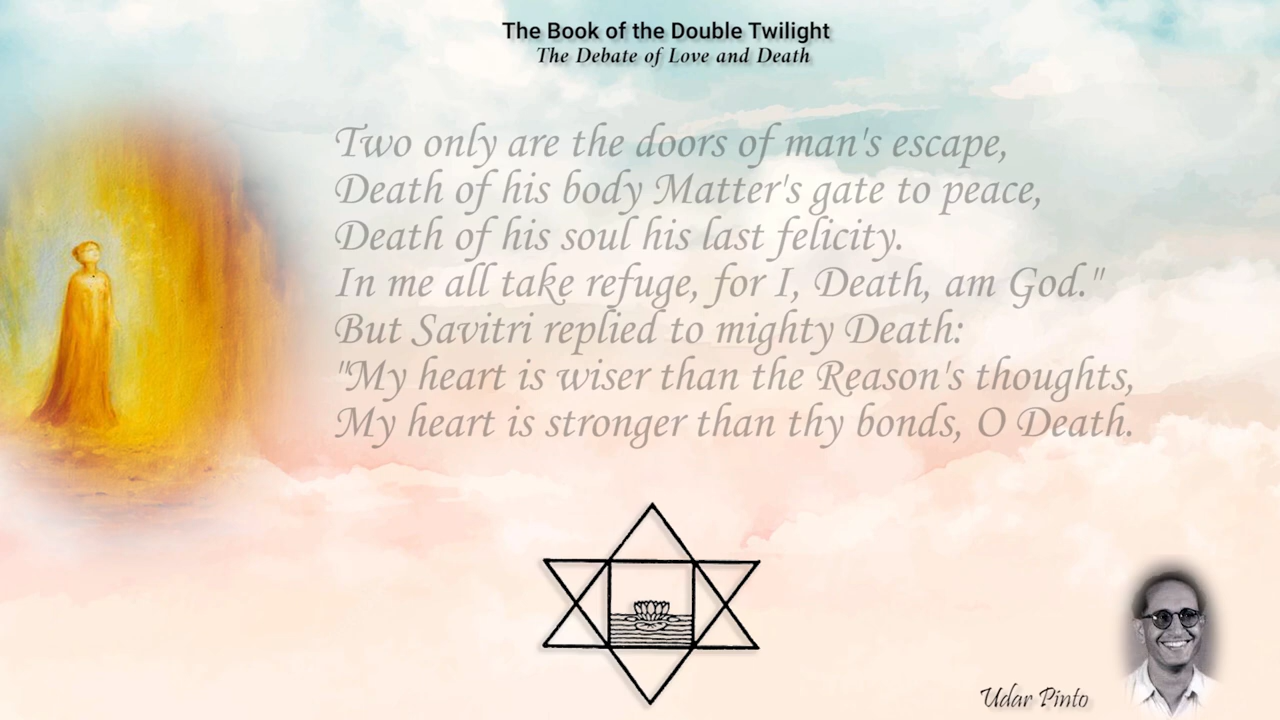 The Book of the Double Twilight
The Debate of Love and Death
Two only are the doors of man's escape,
Death of his body Matter's gate to peace,
Death of his soul his last felicity.
In me all take refuge, for I, Death, am God."
But Savitri replied to mighty Death:
"My heart is wiser than the Reason's thoughts,
My heart is stronger than thy bonds, O Death.
Udar Pinto